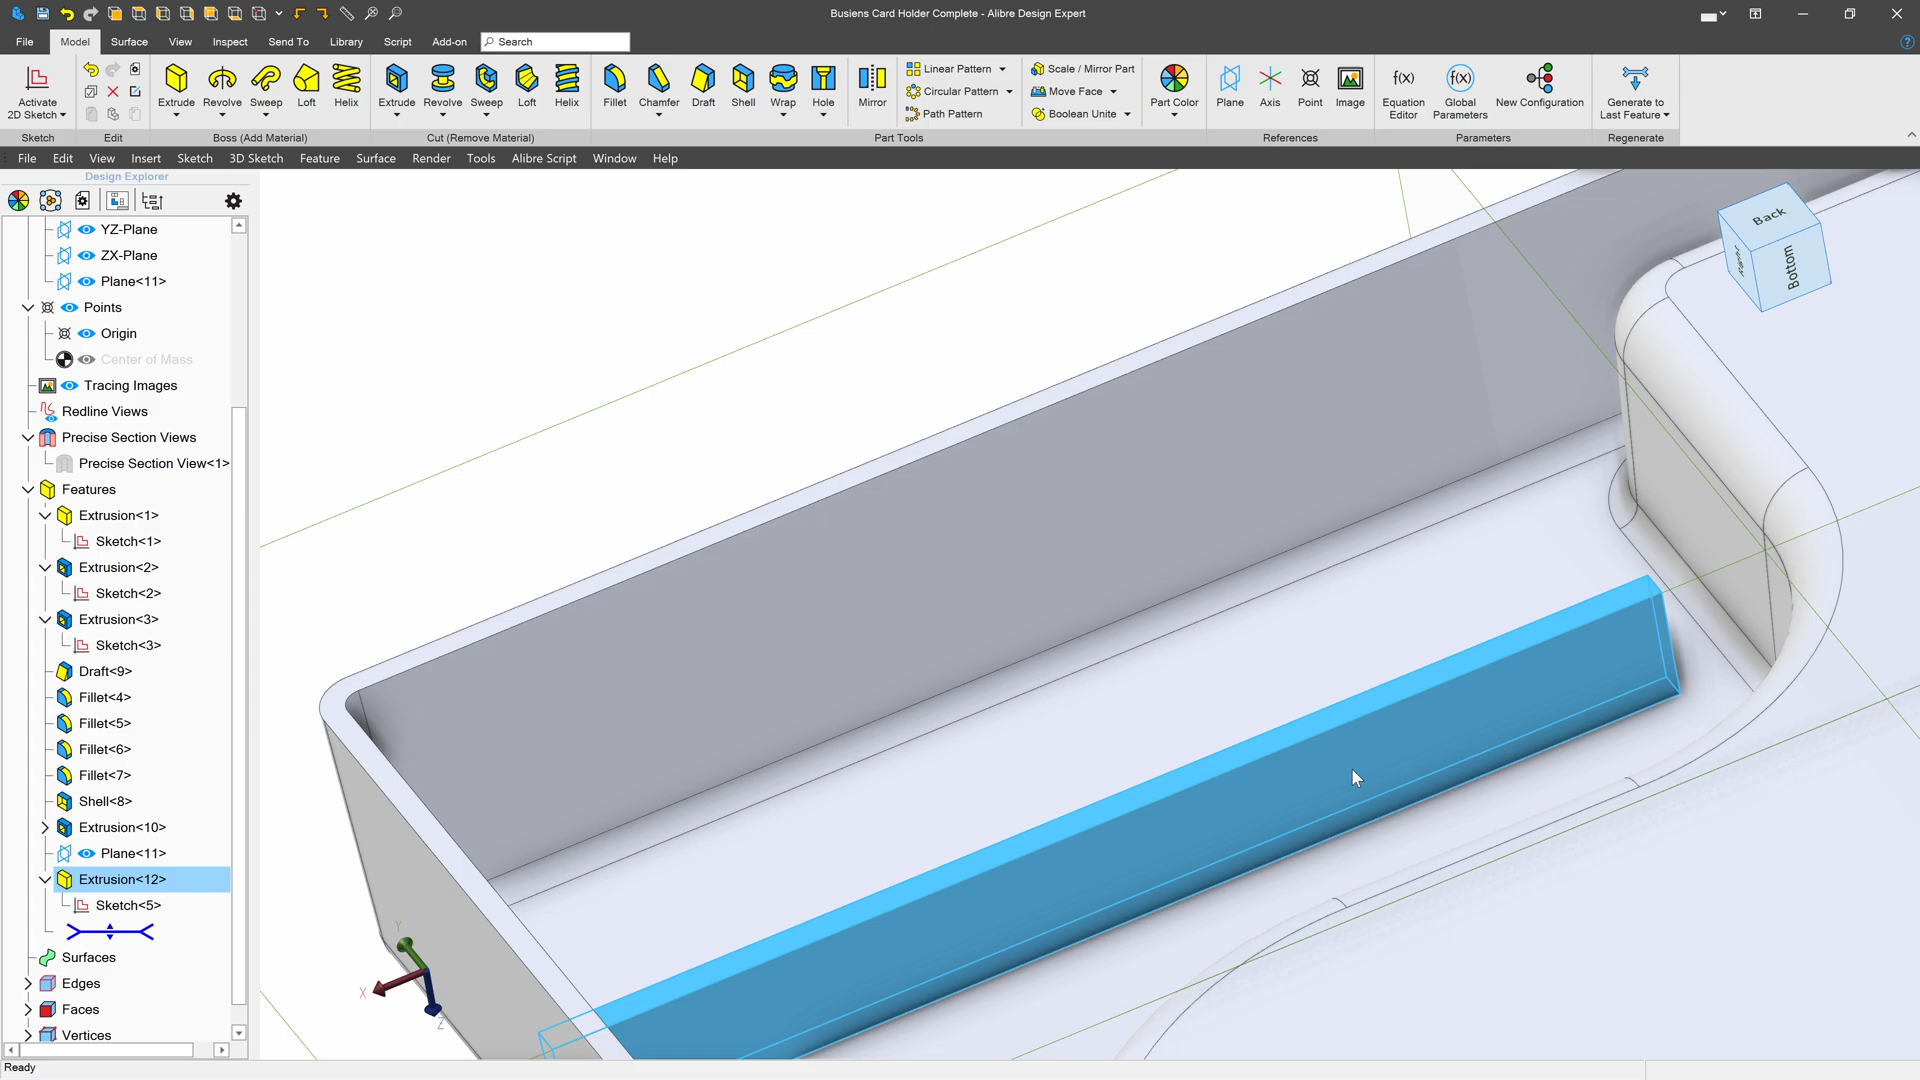 Busiens Card Holder Complete - Alibre Design Expert
File Model Surface View Inspect Send To Library Script Add-on Search
Activate 2D Sketch
Extrude Revolve Sweep Loft Helix
Extrude Revolve Sweep Loft Helix
Fillet Chamfer Draft Shell Wrap Hole Mirror
Linear Pattern
Circular Pattern
Path Pattern
Scale / Mirror Part
Move Face
Boolean Unite
Part Color
Plane Axis Point Image
f(x) Equation Editor
f(x) Global Parameters
New Configuration
Generate to Last Feature
Sketch Edit Boss (Add Material) Cut (Remove Material) Part Tools References Parameters Regenerate
File Edit View Insert Sketch 3D Sketch Feature Surface Render Tools Alibre Script Window Help
Design Explorer
YZ-Plane
ZX-Plane
Plane<11>
Points
Origin
Center of Mass
Tracing Images
Redline Views
Precise Section Views
Precise Section View<1>
Features
Extrusion<1>
Sketch<1>
Extrusion<2>
Sketch<2>
Extrusion<3>
Sketch<3>
Draft<9>
Fillet<4>
Fillet<5>
Fillet<6>
Fillet<7>
Shell<8>
Extrusion<10>
Plane<11>
Extrusion<12>
Sketch<5>
Surfaces
Edges
Faces
Vertices
Back
Bottom
Y
X
Z
Ready